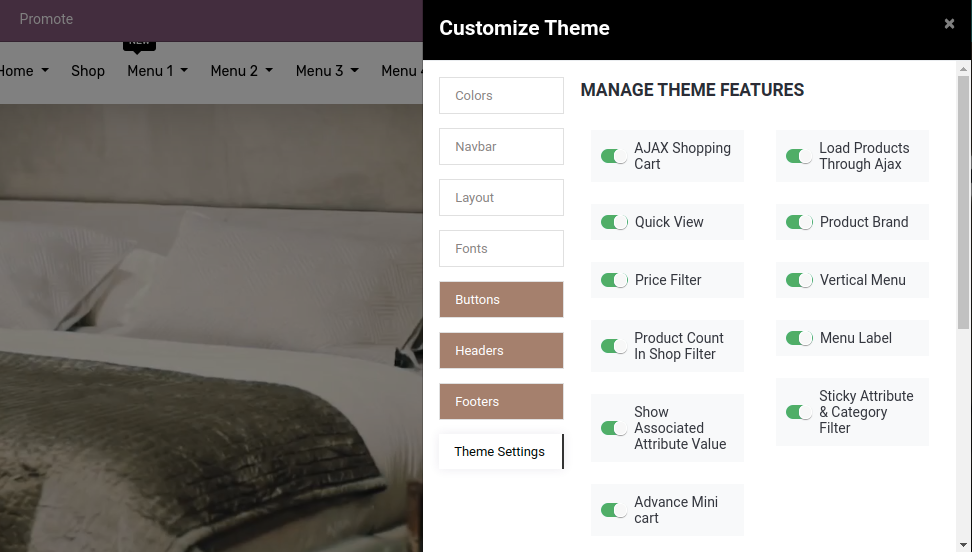 Promote
Customize Theme
×
NEW
Home
Shop
Menu 1
Menu 2
Menu 3
Menu
Colors
Navbar
Layout
Fonts
Buttons
Headers
Footers
Theme Settings
MANAGE THEME FEATURES
AJAX Shopping
Cart
Load Products
Through Ajax
Quick View
Product Brand
Price Filter
Vertical Menu
Product Count
In Shop Filter
Menu Label
Show
Associated
Attribute Value
Sticky Attribute
& Category
Filter
Advance Mini
cart